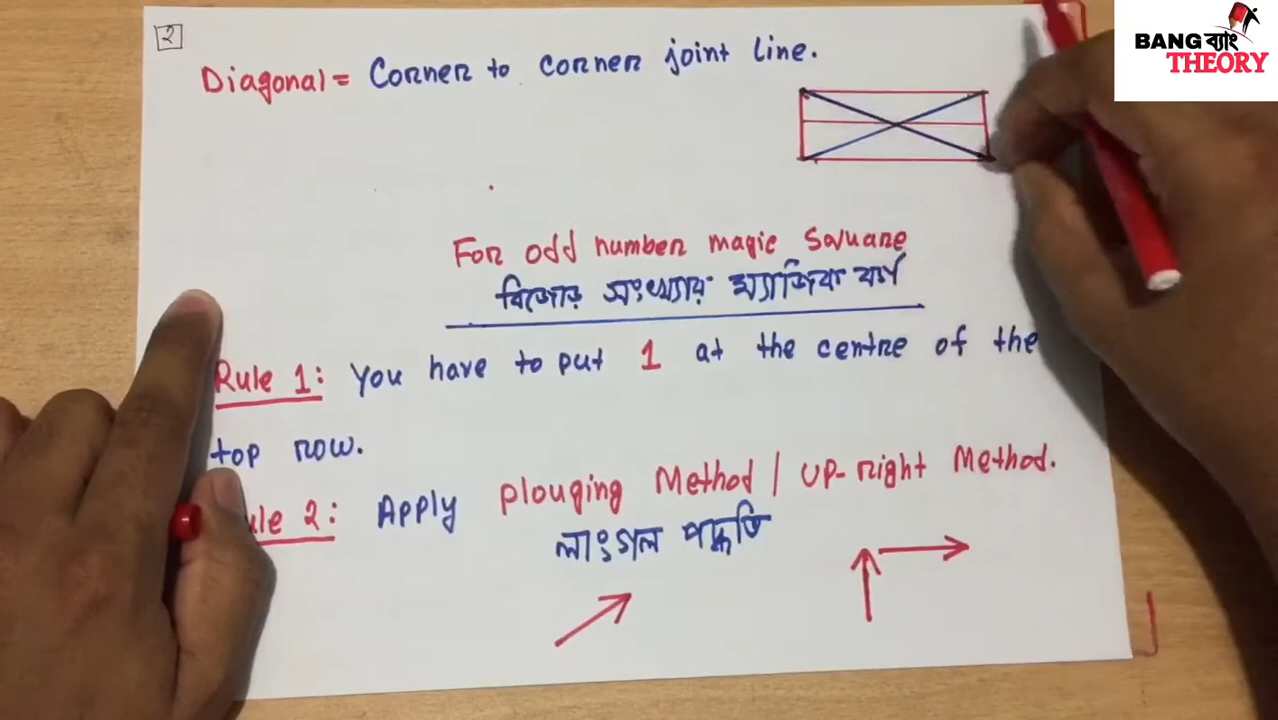 ২
BANG ব্যাং
THEORY
Diagonal = Corner to corner joint line.
For odd number magic Square
বিজোড় সংখ্যার ম্যাজিক বর্গ
Rule 1: You have to put 1 at the centre of the
top row.
ule 2: Apply plouging Method / UP-right Method.
লাংগল পদ্ধতি